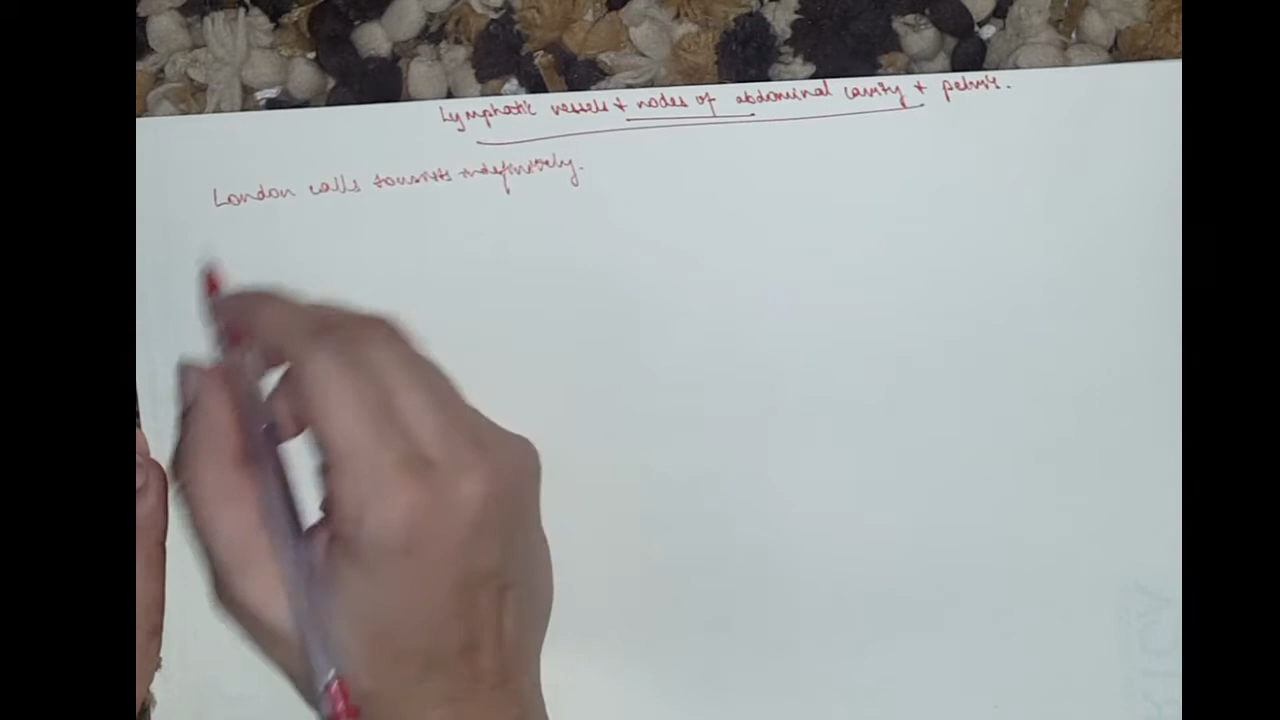 Lymphatic vessels + nodes of abdominal cavity + pelvis.
London calls tourists indefinitely.